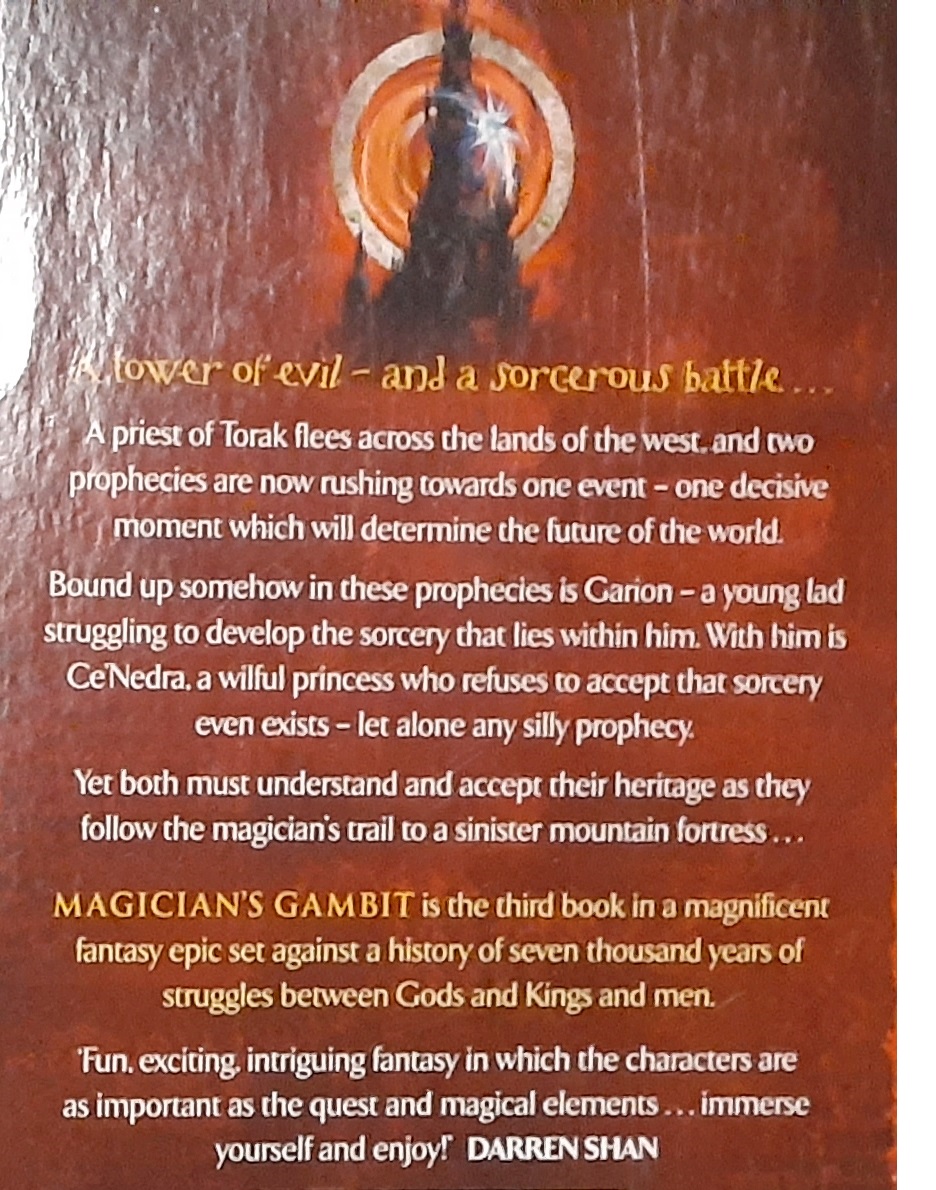 A tower of evil – and a sorcerous battle...
A priest of Torak flees across the lands of the west, and two
prophecies are now rushing towards one event – one decisive
moment which will determine the future of the world.
Bound up somehow in these prophecies is Garion – a young lad
struggling to develop the sorcery that lies within him. With him is
Ce'Nedra, a wilful princess who refuses to accept that sorcery
even exists – let alone any silly prophecy.
Yet both must understand and accept their heritage as they
follow the magician's trail to a sinister mountain fortress...
MAGICIAN'S GAMBIT is the third book in a magnificent
fantasy epic set against a history of seven thousand years of
struggles between Gods and Kings and men.
'Fun, exciting, intriguing fantasy in which the characters are
as important as the quest and magical elements... immerse
yourself and enjoy!' DARREN SHAN